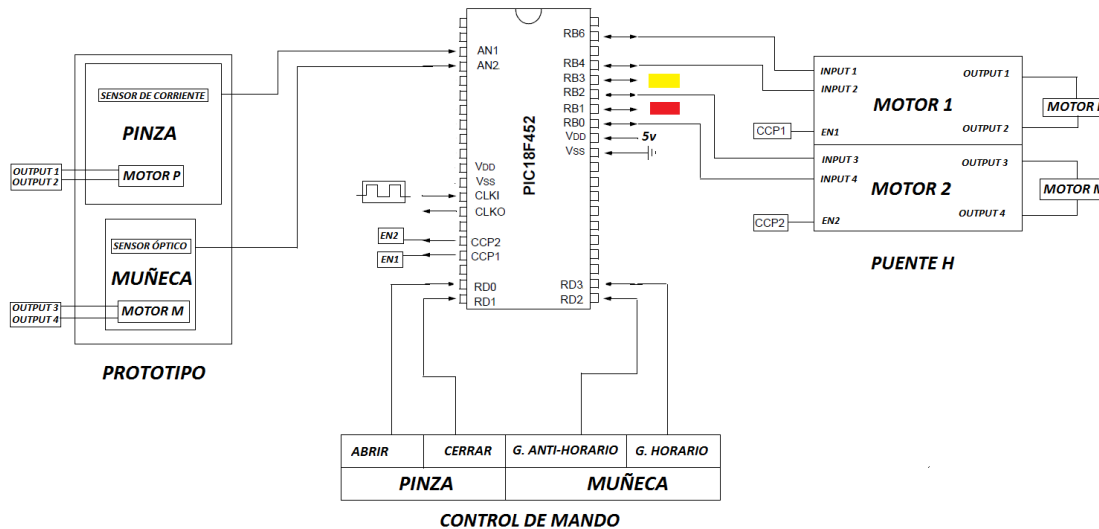 SENSOR DE CORRIENTE
PINZA
OUTPUT 1
OUTPUT 2
MOTOR P
SENSOR ÓPTICO
MUÑECA
OUTPUT 3
OUTPUT 4
MOTOR M
PROTOTIPO
AN1
AN2
VDD
VSS
CLKI
CLKO
EN2
EN1
CCP2
CCP1
RD0
RD1
PIC18F452
RB6
RB4
RB3
RB2
RB1
RB0
VDD
VSS
5v
RD3
RD2
INPUT 1
INPUT 2
OUTPUT 1
MOTOR 1
CCP1
EN1
OUTPUT 2
MOTOR
INPUT 3
INPUT 4
OUTPUT 3
MOTOR 2
CCP2
EN2
OUTPUT 4
MOTOR
PUENTE H
ABRIR
CERRAR
G. ANTI-HORARIO
G. HORARIO
PINZA
MUÑECA
CONTROL DE MANDO